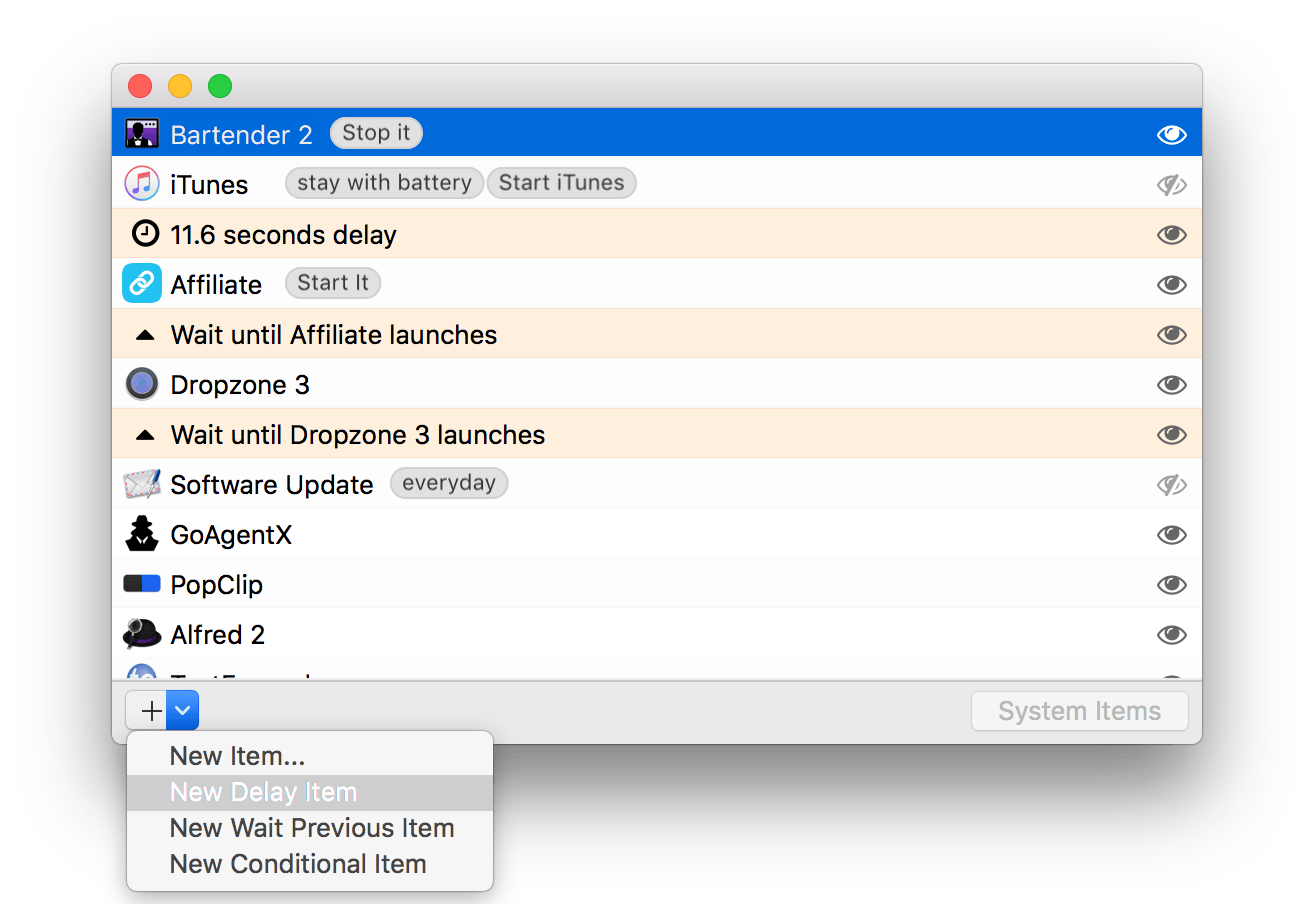 Bartender 2 Stop it
iTunes stay with battery Start iTunes
11.6 seconds delay
Affiliate Start It
Wait until Affiliate launches
Dropzone 3
Wait until Dropzone 3 launches
Software Update everyday
GoAgentX
PopClip
Alfred 2
System Items
New Item...
New Delay Item
New Wait Previous Item
New Conditional Item